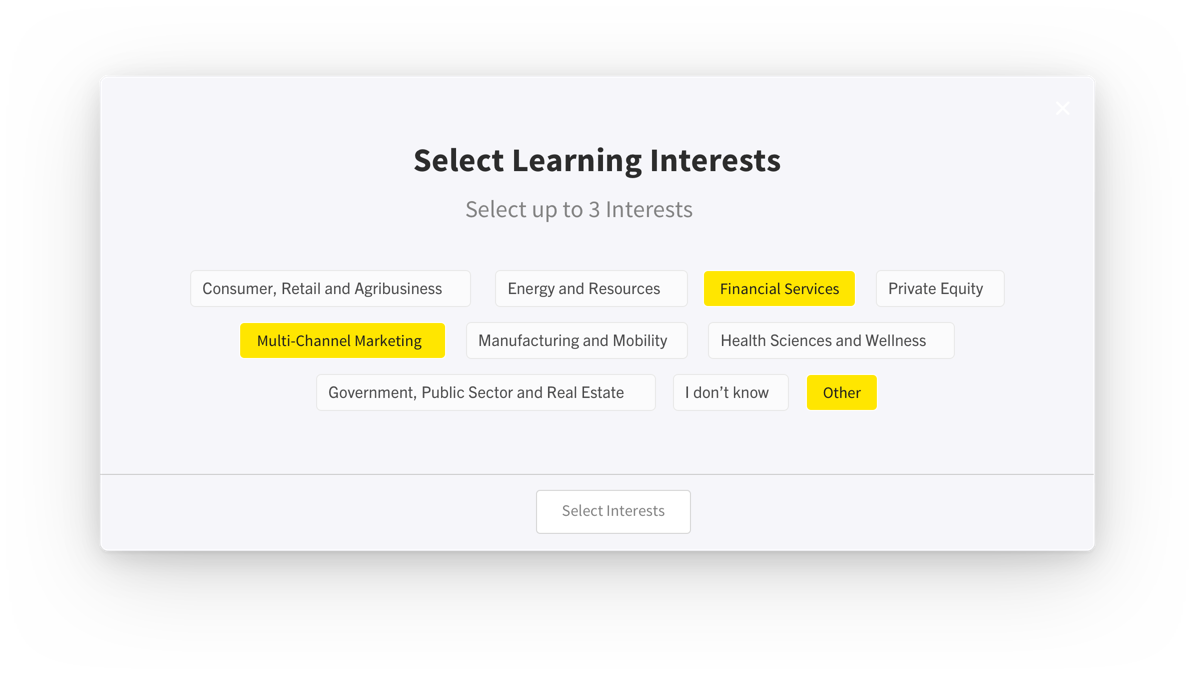 Select Learning Interests
Select up to 3 Interests
Consumer, Retail and Agribusiness Energy and Resources Financial Services Private Equity
Multi-Channel Marketing Manufacturing and Mobility Health Sciences and Wellness
Government, Public Sector and Real Estate I don’t know Other
Select Interests